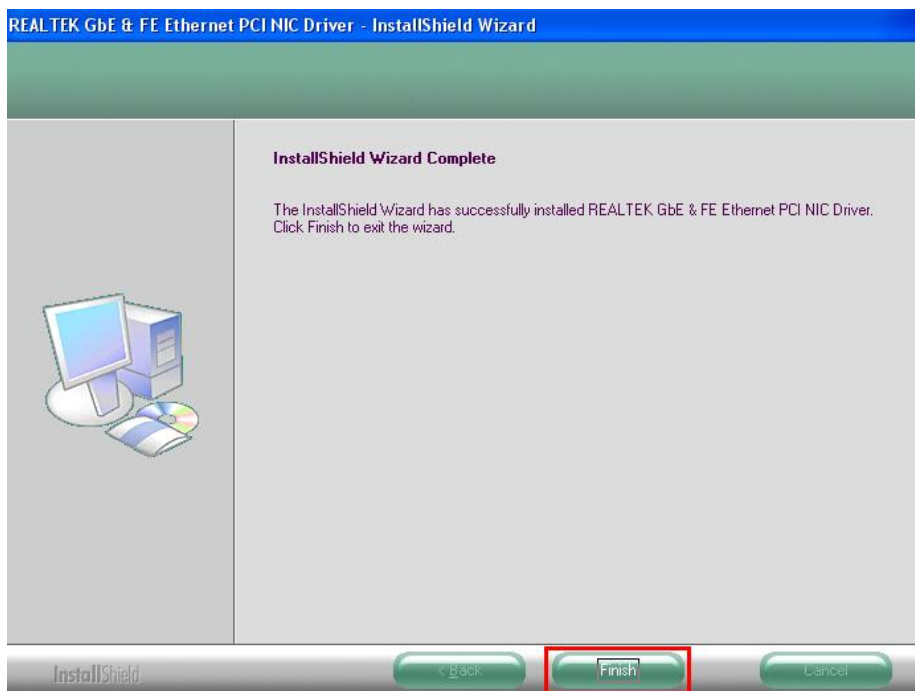 REALTEK GbE & FE Ethernet PCI NIC Driver - InstallShield Wizard
InstallShield Wizard Complete
The InstallShield Wizard has successfully installed REALTEK GbE & FE Ethernet PCI NIC Driver.
Click Finish to exit the wizard.
InstallShield
< Back
Finish
Cancel